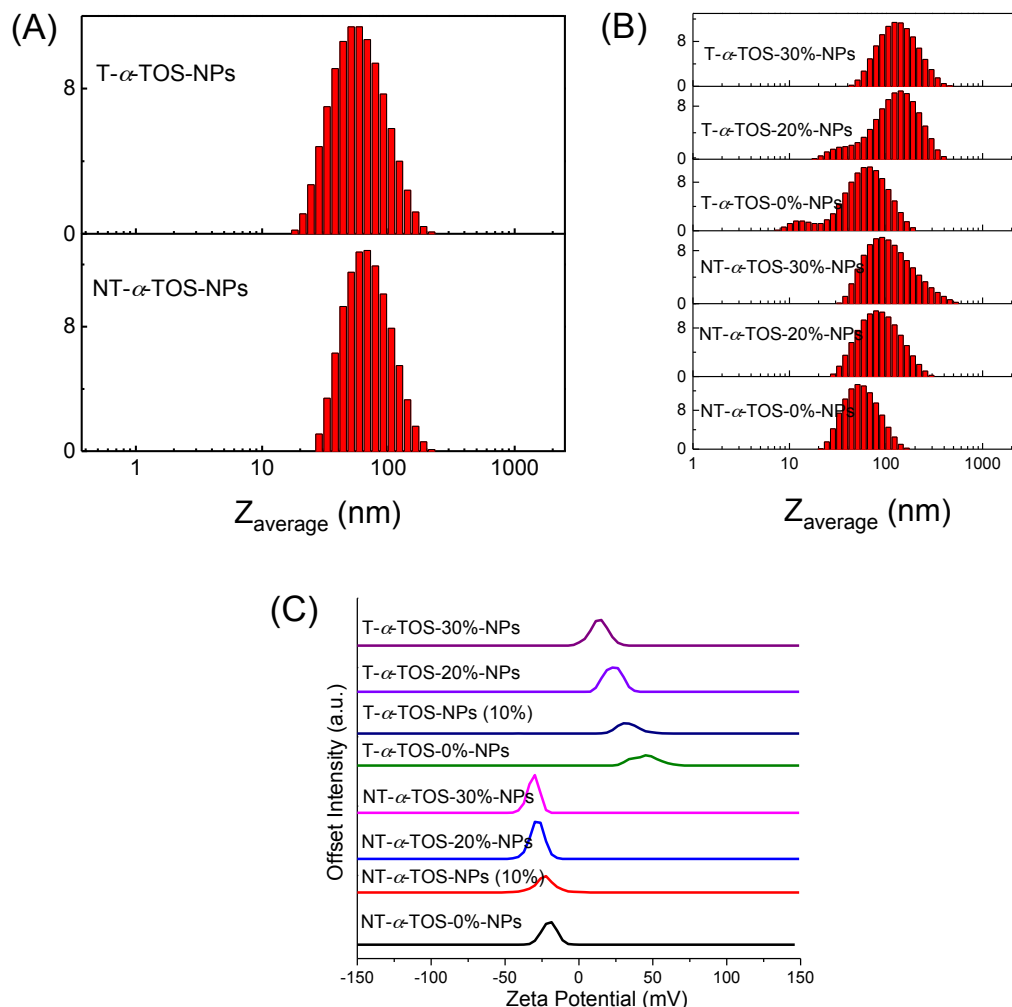 (A)
T-α-TOS-NPs
8
0
NT-α-TOS-NPs
8
0
1 10 100 1000
Zaverage (nm)
(B)
8
T-α-TOS-30%-NPs
0
8
T-α-TOS-20%-NPs
0
8
T-α-TOS-0%-NPs
0
8
NT-α-TOS-30%-NPs
0
8
NT-α-TOS-20%-NPs
0
8
NT-α-TOS-0%-NPs
0
1 10 100 1000
Zaverage (nm)
(C)
Offset Intensity (a.u.)
T-α-TOS-30%-NPs
T-α-TOS-20%-NPs
T-α-TOS-NPs (10%)
T-α-TOS-0%-NPs
NT-α-TOS-30%-NPs
NT-α-TOS-20%-NPs
NT-α-TOS-NPs (10%)
NT-α-TOS-0%-NPs
-150 -100 -50 0 50 100 150
Zeta Potential (mV)